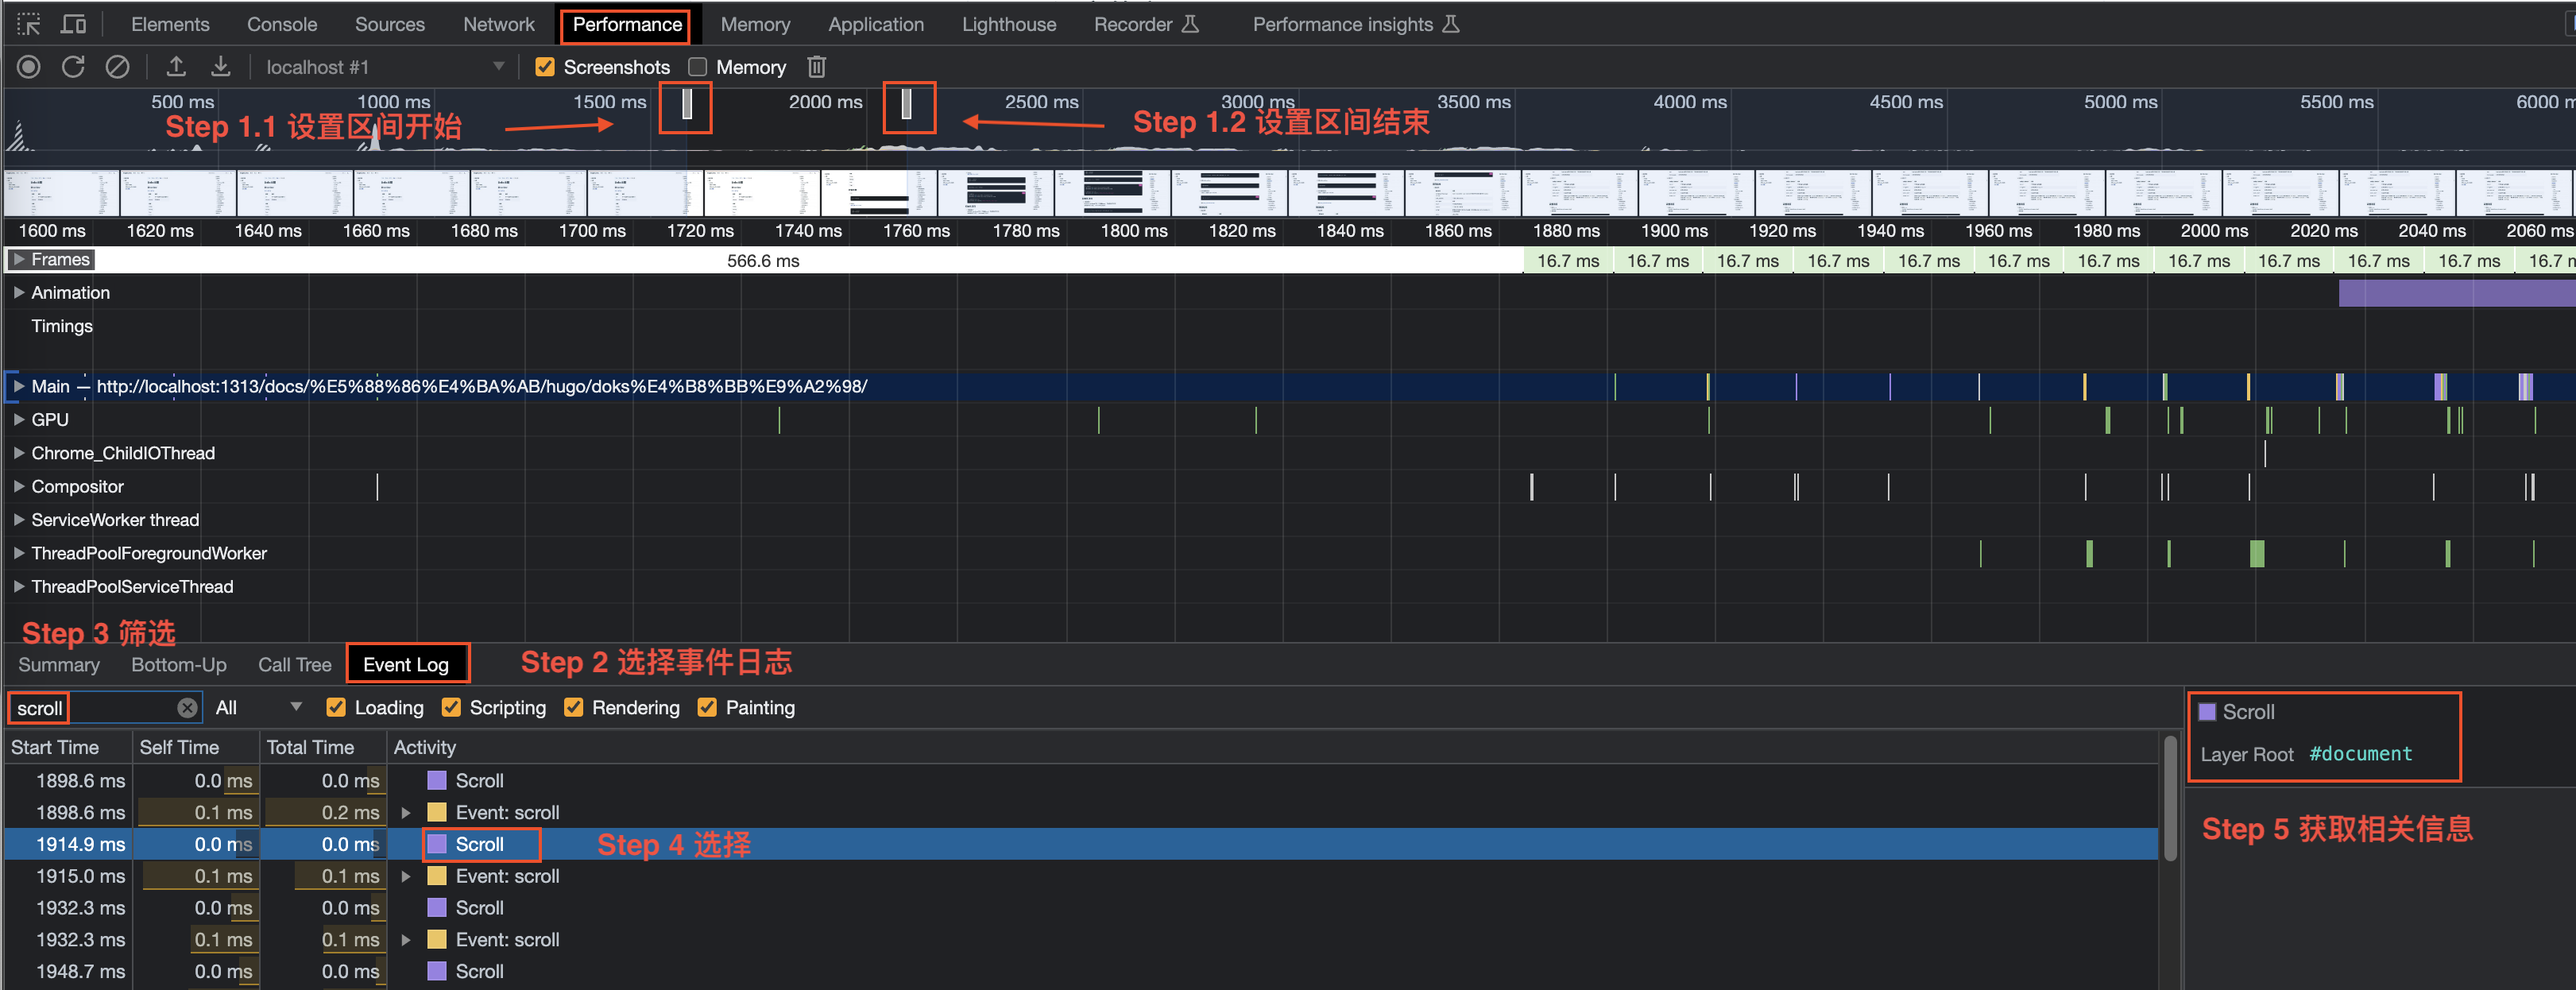 Elements Console Sources Network Performance Memory Application Lighthouse Recorder Performance insights
localhost #1 Screenshots Memory
500 ms 1000 ms 1500 ms 2000 ms 2500 ms 3000 ms 3500 ms 4000 ms 4500 ms 5000 ms 5500 ms 6000
Step 1.1 设置区间开始 Step 1.2 设置区间结束
1600 ms 1620 ms 1640 ms 1660 ms 1680 ms 1700 ms 1720 ms 1740 ms 1760 ms 1780 ms 1800 ms 1820 ms 1840 ms 1860 ms 1880 ms 1900 ms 1920 ms 1940 ms 1960 ms 1980 ms 2000 ms 2020 ms 2040 ms 2060 ms
Frames 566.6 ms 16.7 ms 16.7 ms 16.7 ms 16.7 ms 16.7 ms 16.7 ms 16.7 ms 16.7 ms 16.7 ms 16.7 ms 16.7 ms 16.7
Animation
Timings
Main — http://localhost:1313/docs/%E5%88%86%E4%BA%AB/hugo/doks%E4%B8%BB%E9%A2%98/
GPU
Chrome_ChildIOThread
Compositor
ServiceWorker thread
ThreadPoolForegroundWorker
ThreadPoolServiceThread
Step 3 筛选
Summary Bottom-Up Call Tree Event Log Step 2 选择事件日志
scroll All Loading Scripting Rendering Painting
Scroll
Start Time Self Time Total Time Activity
Layer Root #document
1898.6 ms 0.0 ms 0.0 ms Scroll
1898.6 ms 0.1 ms 0.2 ms Event: scroll
1914.9 ms 0.0 ms 0.0 ms Scroll Step 4 选择
Step 5 获取相关信息
1915.0 ms 0.1 ms 0.1 ms Event: scroll
1932.3 ms 0.0 ms 0.0 ms Scroll
1932.3 ms 0.1 ms 0.1 ms Event: scroll
1948.7 ms 0.0 ms 0.0 ms Scroll